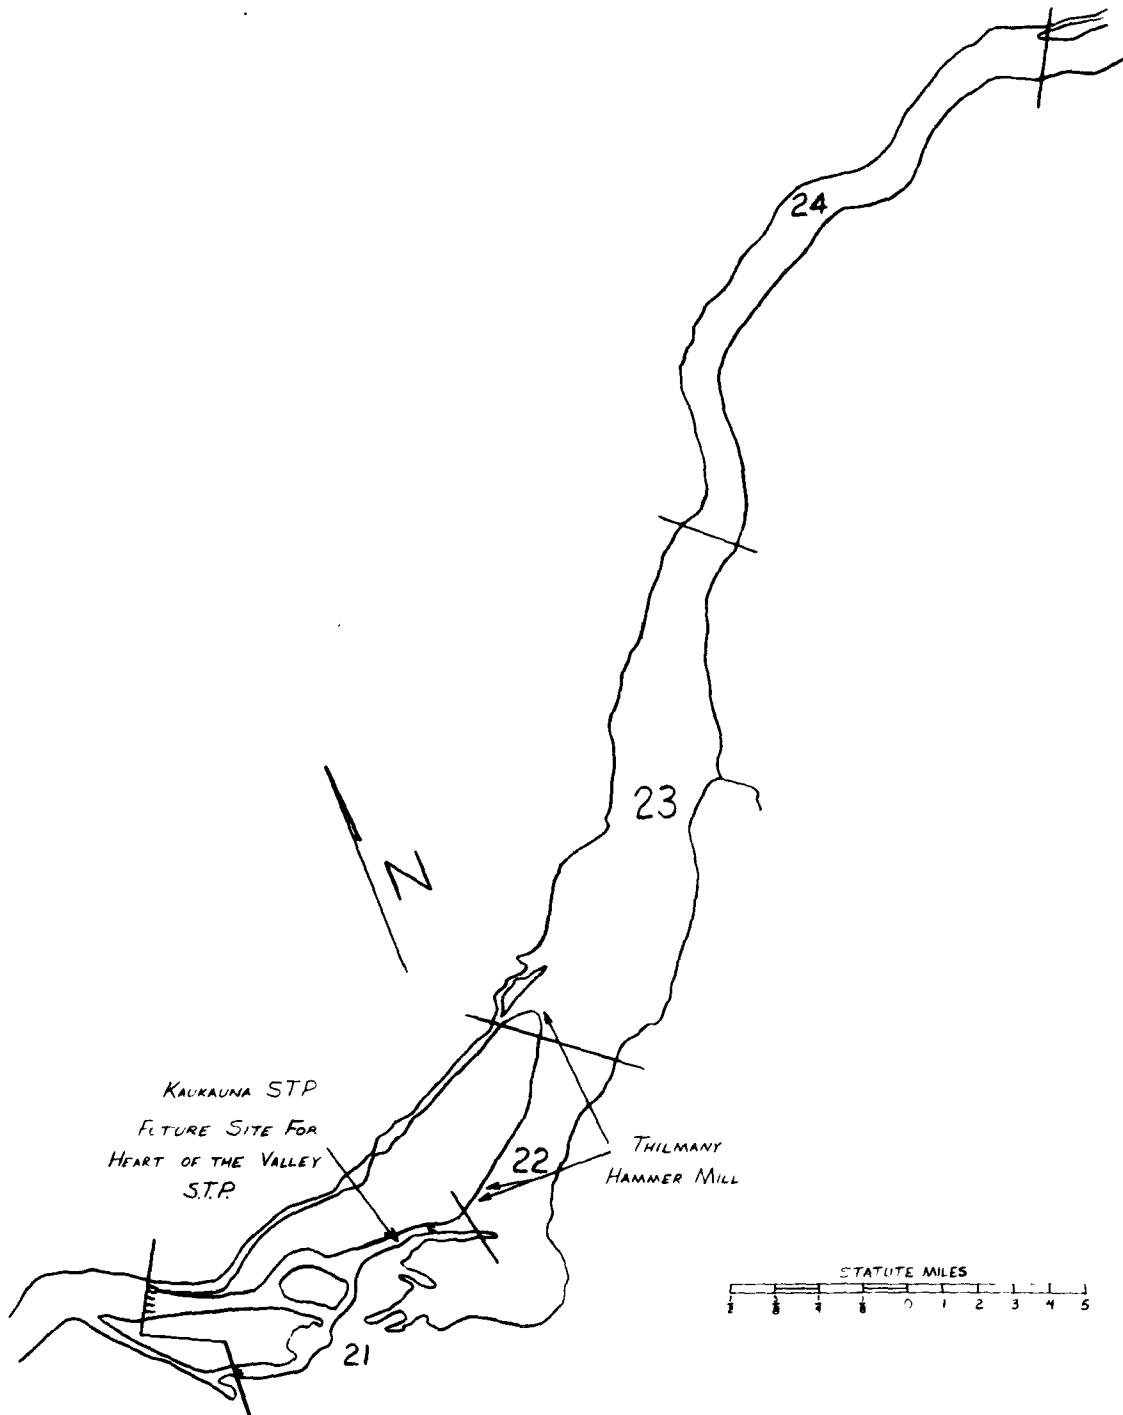 24
23
N
KAUKAUNA STP
FUTURE SITE FOR
HEART OF THE VALLEY
S.T.P.
22
THILMANY
HAMMER MILL
STATUTE MILES
0 1 2 3 4 5
21